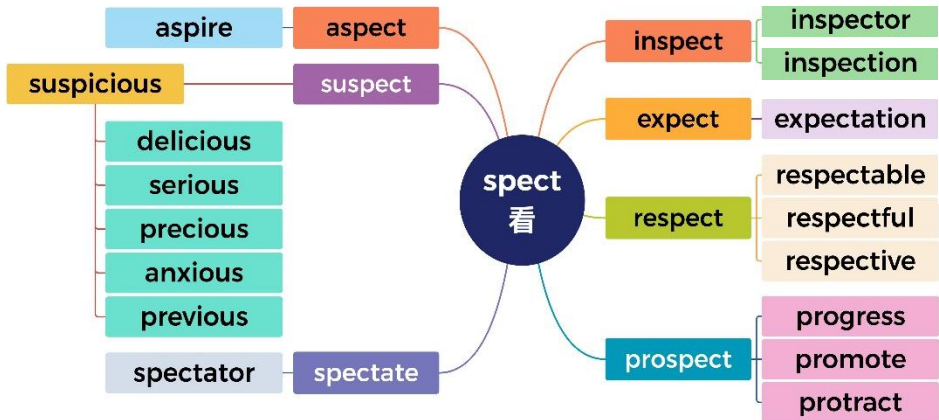 spect
看
aspect
aspire
suspect
suspicious
delicious
serious
precious
anxious
previous
spectate
spectator
inspect
inspector
inspection
expect
expectation
respect
respectable
respectful
respective
prospect
progress
promote
protract